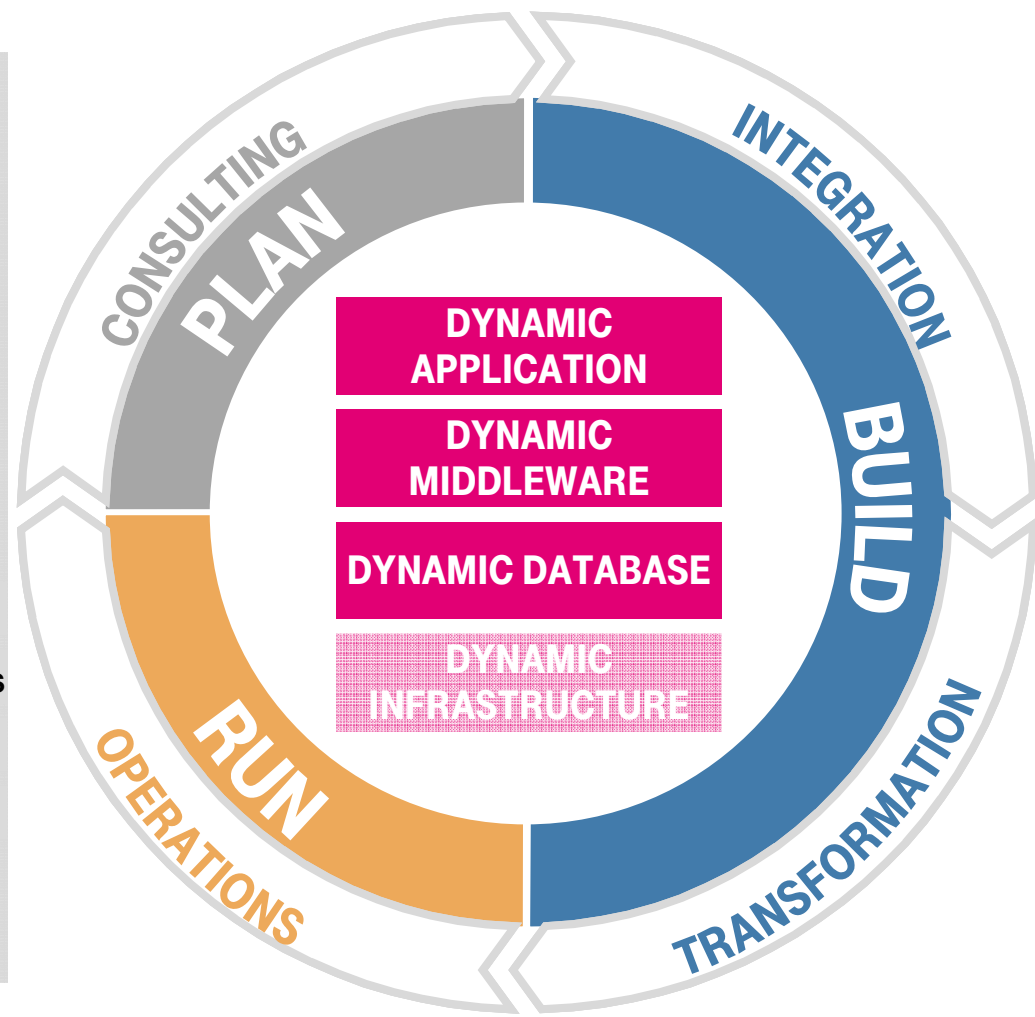 CONSULTING
PLAN
INTEGRATION
BUILD
DYNAMIC
APPLICATION
DYNAMIC
MIDDLEWARE
DYNAMIC DATABASE
DYNAMIC
INFRASTRUCTURE
s
RUN
OPERATIONS
TRANSFORMATION